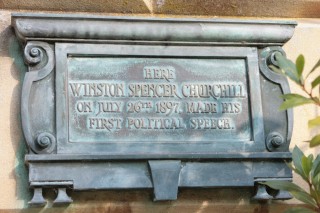 HERE
WINSTON SPENCER CHURCHILL
ON JULY 26TH 1897, MADE HIS
FIRST POLITICAL SPEECH.